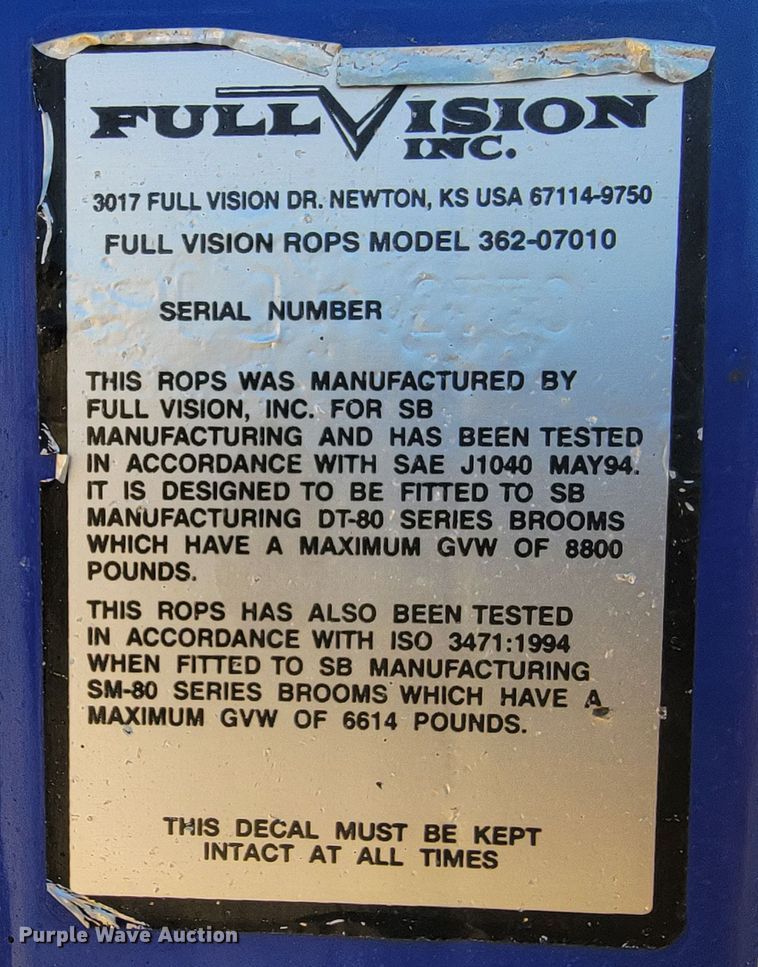 FULL VISION
INC.
3017 FULL VISION DR. NEWTON, KS USA 67114-9750
FULL VISION ROPS MODEL 362-07010
SERIAL NUMBER
THIS ROPS WAS MANUFACTURED BY
FULL VISION, INC. FOR SB
MANUFACTURING AND HAS BEEN TESTED
IN ACCORDANCE WITH SAE J1040 MAY94.
IT IS DESIGNED TO BE FITTED TO SB
MANUFACTURING DT-80 SERIES BROOMS
WHICH HAVE A MAXIMUM GVW OF 8800
POUNDS.
THIS ROPS HAS ALSO BEEN TESTED
IN ACCORDANCE WITH ISO 3471:1994
WHEN FITTED TO SB MANUFACTURING
SM-80 SERIES BROOMS WHICH HAVE A
MAXIMUM GVW OF 6614 POUNDS.
THIS DECAL MUST BE KEPT
INTACT AT ALL TIMES
Purple Wave Auction